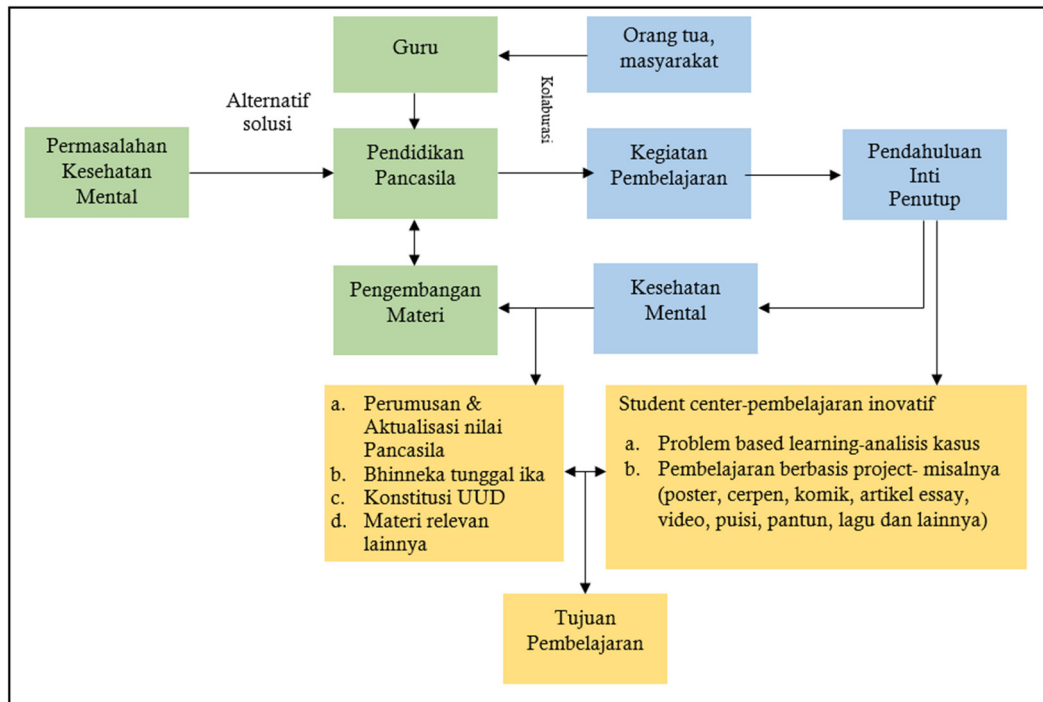 Guru
Orang tua,
masyarakat
Kolaburasi
Alternatif
solusi
Permasalahan
Kesehatan
Mental
Pendidikan
Pancasila
Kegiatan
Pembelajaran
Pendahuluan
Inti
Penutup
Pengembangan
Materi
Kesehatan
Mental
a. Perumusan &
Aktualisasi nilai
Pancasila
b. Bhinneka tunggal ika
c. Konstitusi UUD
d. Materi relevan
lainnya
Student center-pembelajaran inovatif
a. Problem based learning-analisis kasus
b. Pembelajaran berbasis project- misalnya
(poster, cerpen, komik, artikel essay,
video, puisi, pantun, lagu dan lainnya)
Tujuan
Pembelajaran